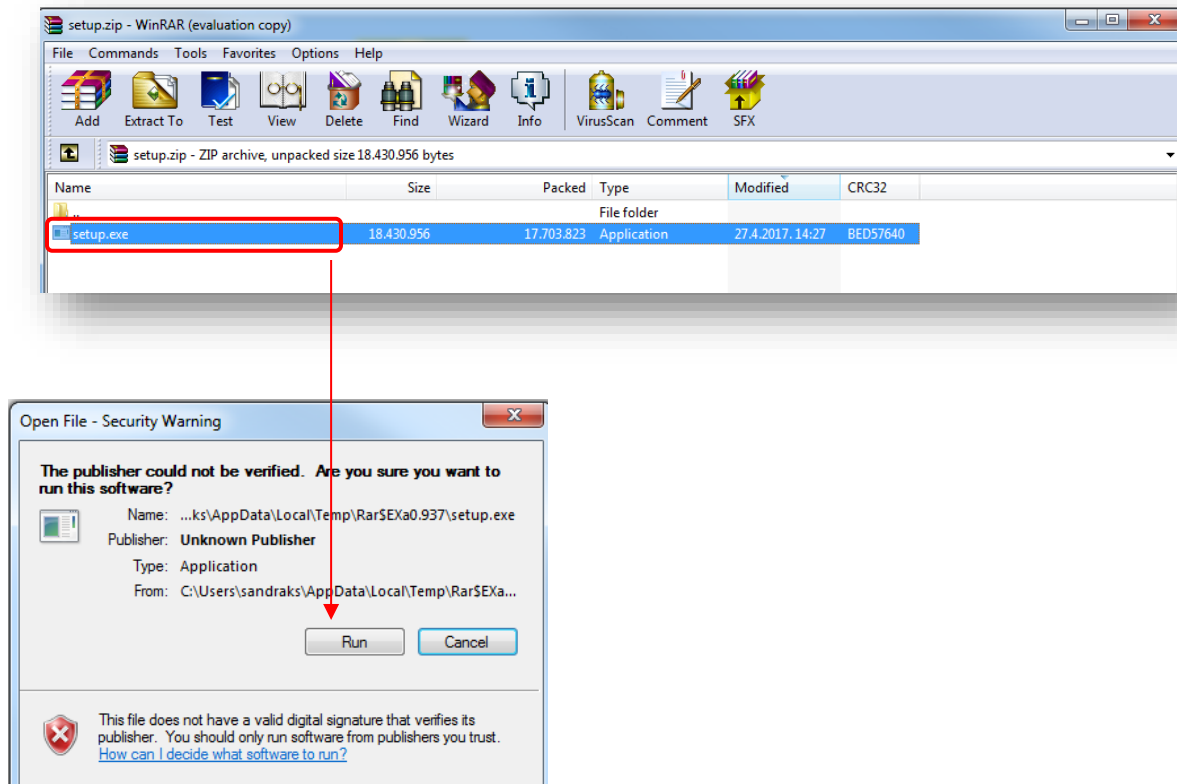 setup.zip - WinRAR (evaluation copy)
File Commands Tools Favorites Options Help
Add Extract To Test View Delete Find Wizard Info VirusScan Comment SFX
setup.zip - ZIP archive, unpacked size 18.430.956 bytes
Name Size Packed Type Modified CRC32
.. File folder
setup.exe 18.430.956 17.703.823 Application 27.4.2017. 14:27 BED57640
Open File - Security Warning
The publisher could not be verified. Are you sure you want to
run this software?
Name: ...ks\AppData\Local\Temp\Rar$EXa0.937\setup.exe
Publisher: Unknown Publisher
Type: Application
From: C:\Users\sandraks\AppData\Local\Temp\Rar$EXa...
Run Cancel
This file does not have a valid digital signature that verifies its
publisher. You should only run software from publishers you trust.
How can I decide what software to run?